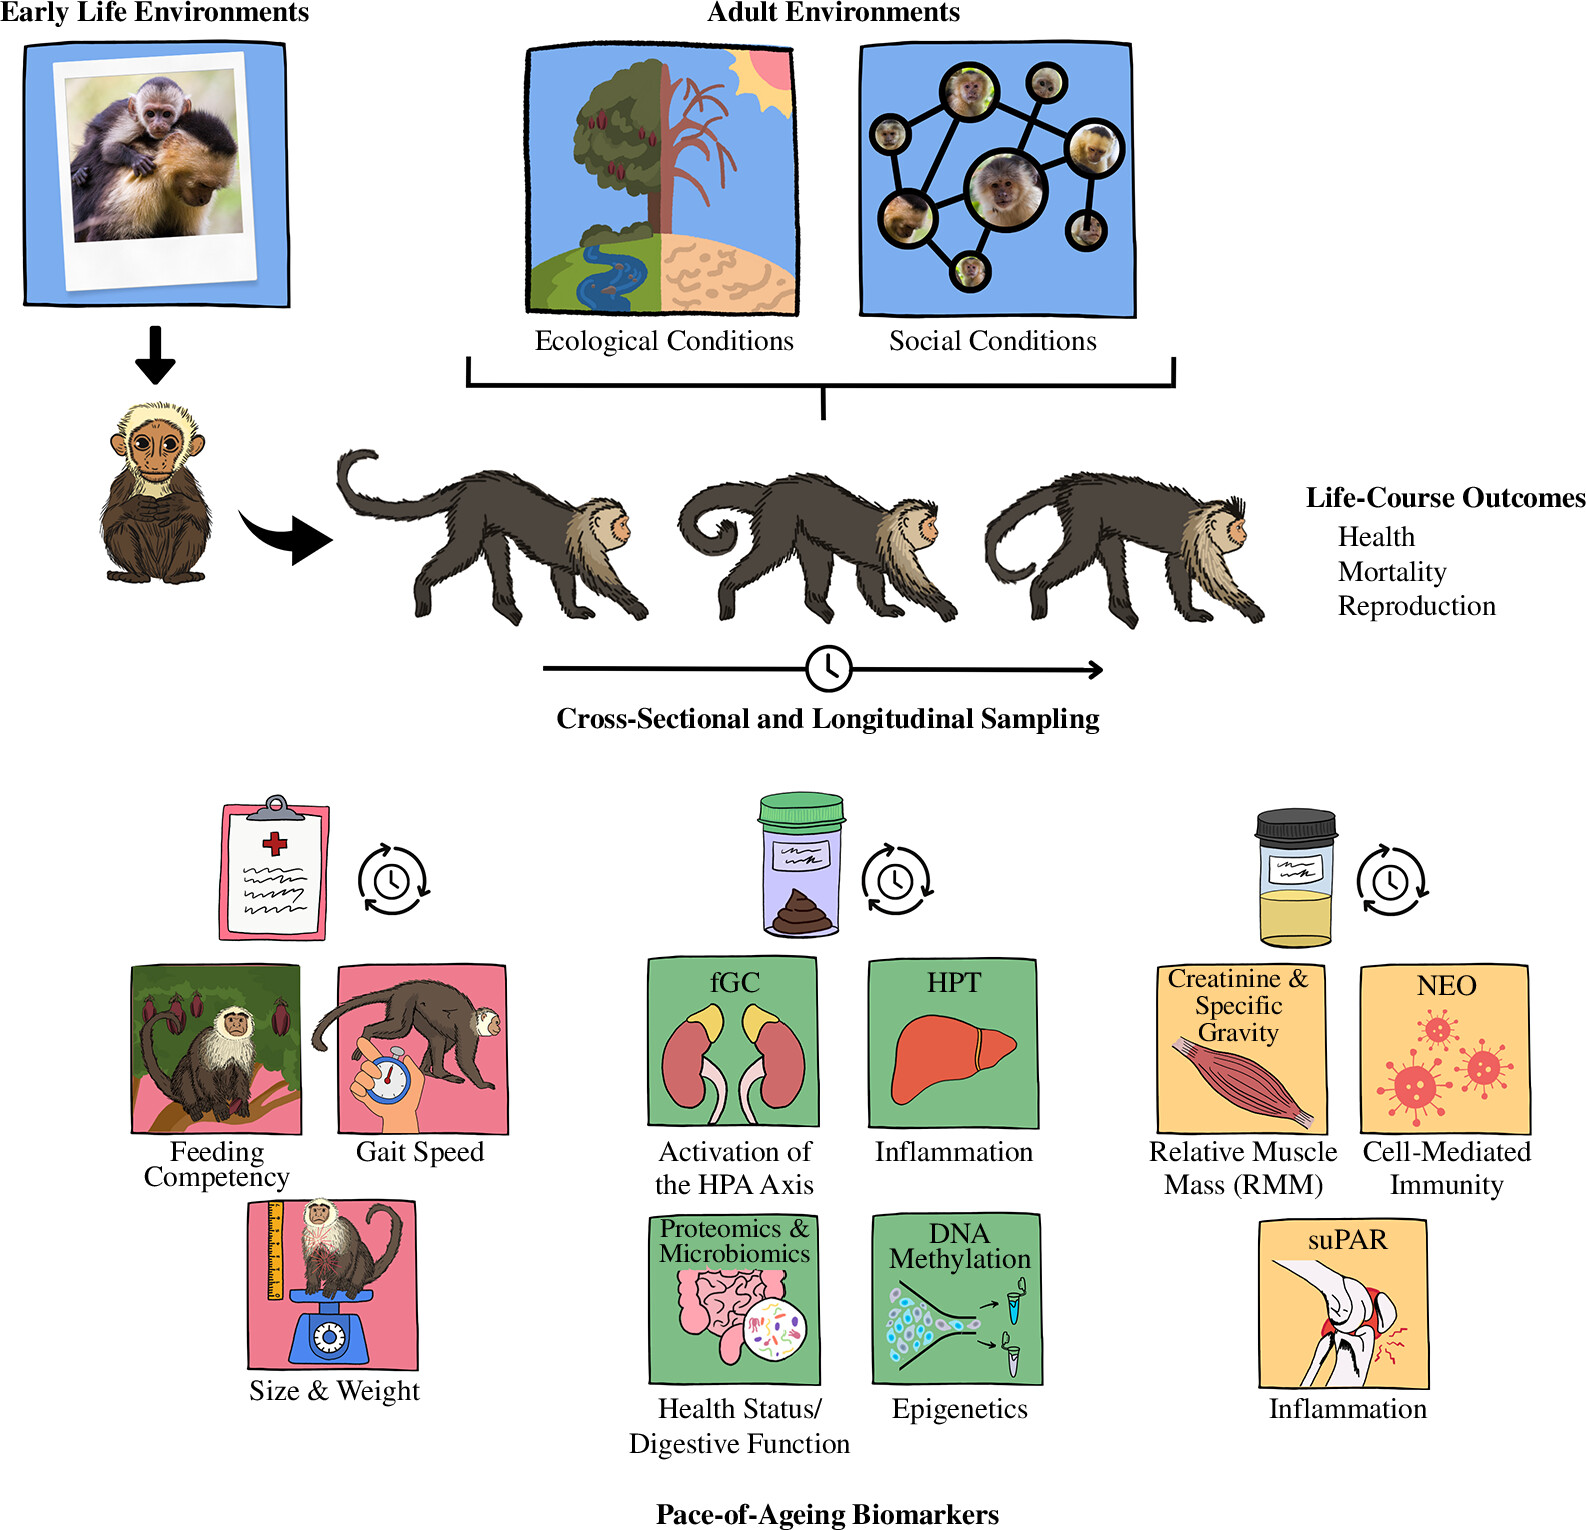 Early Life Environments
Adult Environments
Ecological Conditions
Social Conditions
Life-Course Outcomes
Health
Mortality
Reproduction
Cross-Sectional and Longitudinal Sampling
Feeding
Competency
Gait Speed
Size & Weight
fGC
Activation of
the HPA Axis
HPT
Inflammation
Proteomics &
Microbiomics
Health Status/
Digestive Function
DNA
Methylation
Epigenetics
Creatinine &
Specific
Gravity
Relative Muscle
Mass (RMM)
NEO
Cell-Mediated
Immunity
suPAR
Inflammation
Pace-of-Ageing Biomarkers